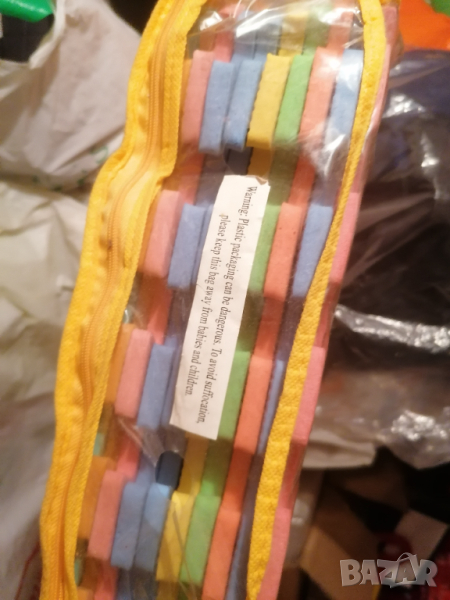 Warning: Plastic packaging can be dangerous. To avoid suffocation,
please keep this bag away from babies and children.
BAZAR